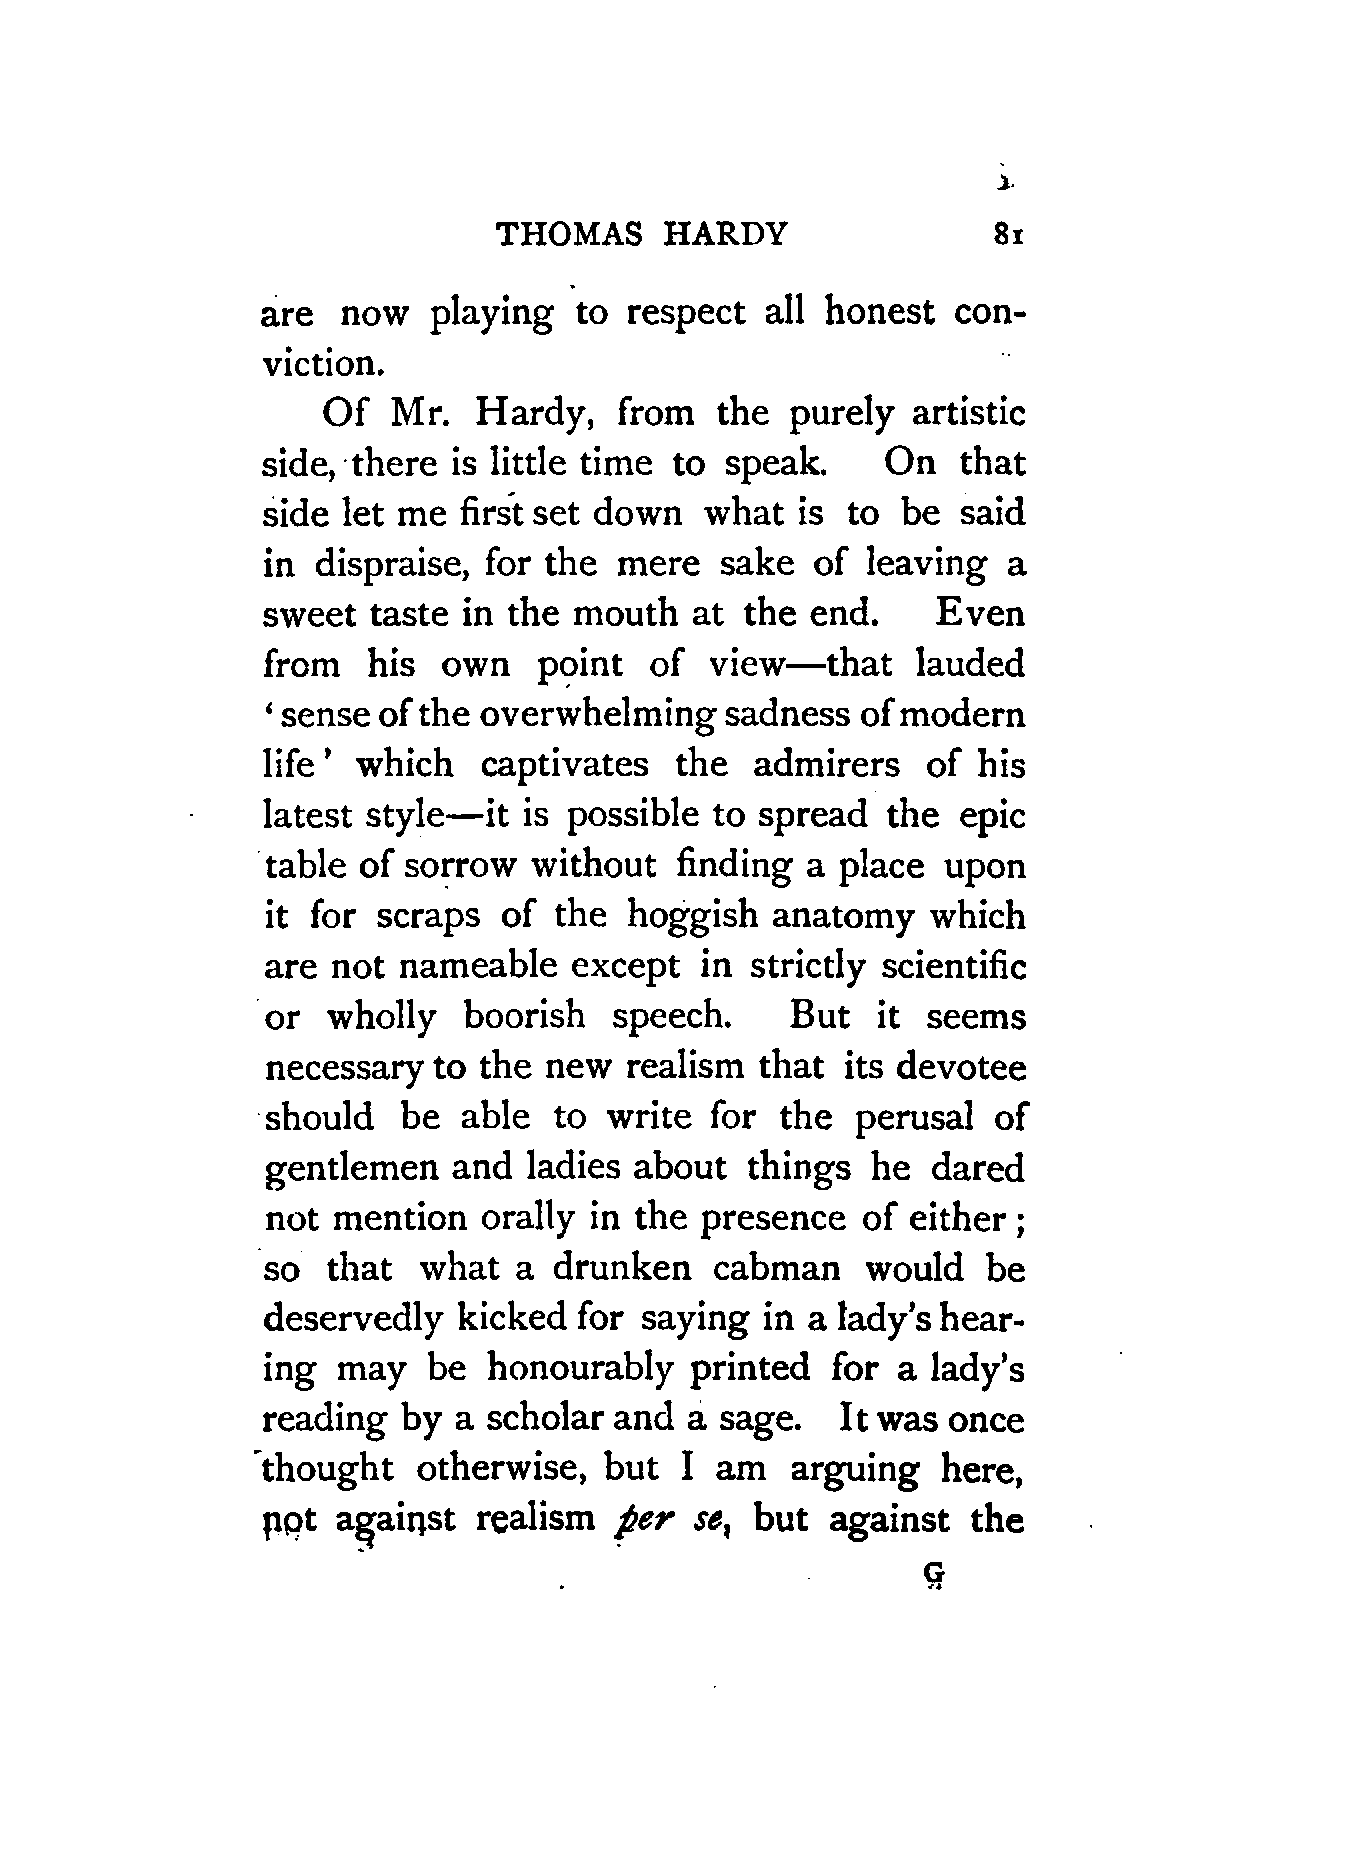 THOMAS HARDY 81
are now playing to respect all honest con-
viction.
Of Mr. Hardy, from the purely artistic
side, there is little time to speak. On that
side let me first set down what is to be said
in dispraise, for the mere sake of leaving a
sweet taste in the mouth at the end. Even
from his own point of view—that lauded
‘ sense of the overwhelming sadness of modern
life ’ which captivates the admirers of his
latest style—it is possible to spread the epic
table of sorrow without finding a place upon
it for scraps of the hoggish anatomy which
are not nameable except in strictly scientific
or wholly boorish speech. But it seems
necessary to the new realism that its devotee
should be able to write for the perusal of
gentlemen and ladies about things he dared
not mention orally in the presence of either ;
so that what a drunken cabman would be
deservedly kicked for saying in a lady’s hear-
ing may be honourably printed for a lady’s
reading by a scholar and a sage. It was once
thought otherwise, but I am arguing here,
not against realism per se, but against the
G